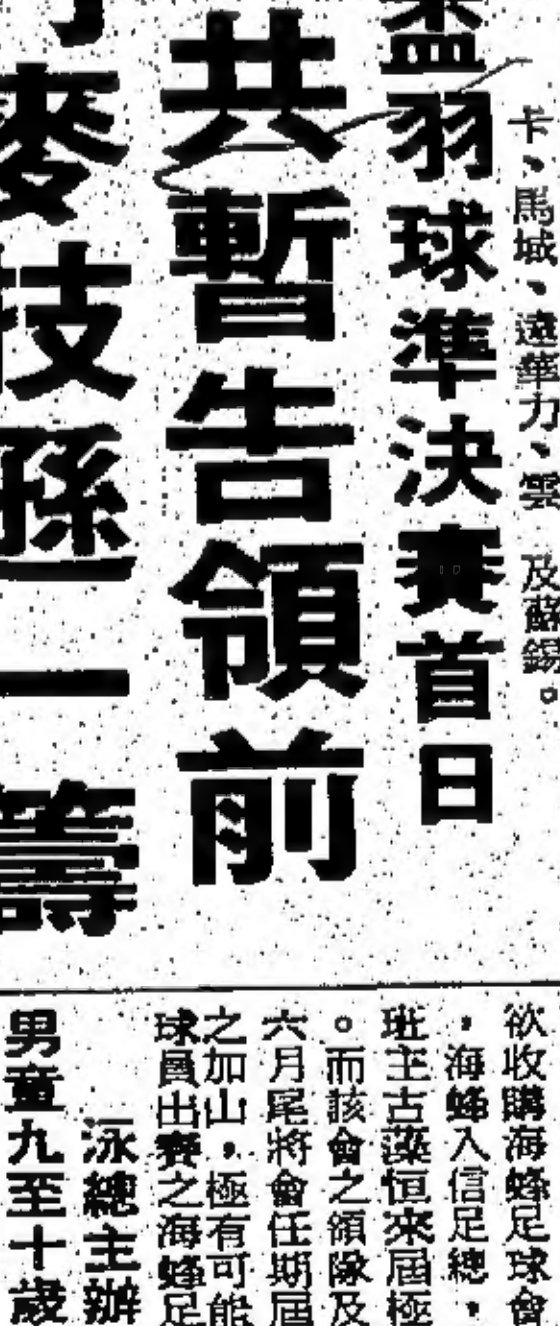 卡、馬城、遠華力、雲 及蘇錫。
盃羽球準決賽首日
共暫告領前
麥技孫一籌
欲收購海蜂足球會
，海蜂入信足總，
班主古藻恒來屆極
。而該會之領隊及
六月尾將會任期屆
之加山，極有可能
球員出賽之海蜂足
泳總主辦
男童九至十歲